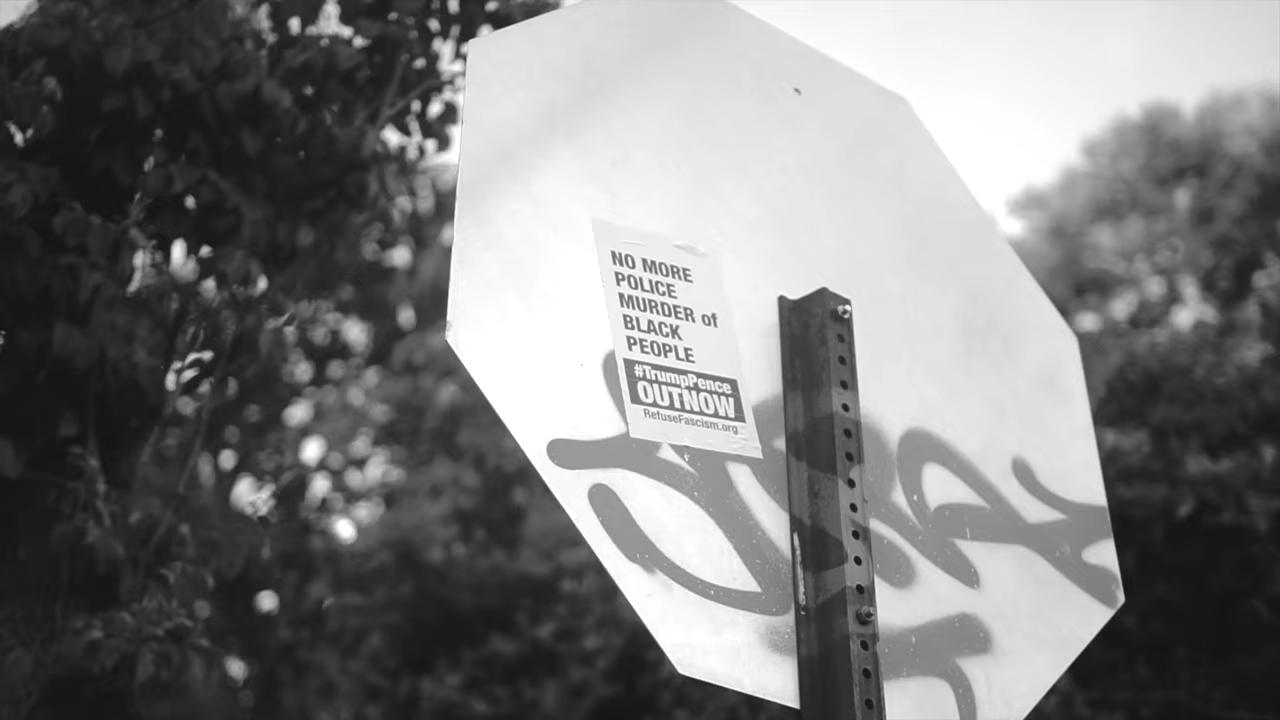 NO MORE
POLICE
MURDER of
BLACK
PEOPLE
#TrumpPence
OUTNOW
RefuseFascism.org